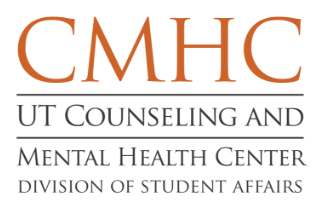 CMHC
UT COUNSELING AND
MENTAL HEALTH CENTER
DIVISION OF STUDENT AFFAIRS